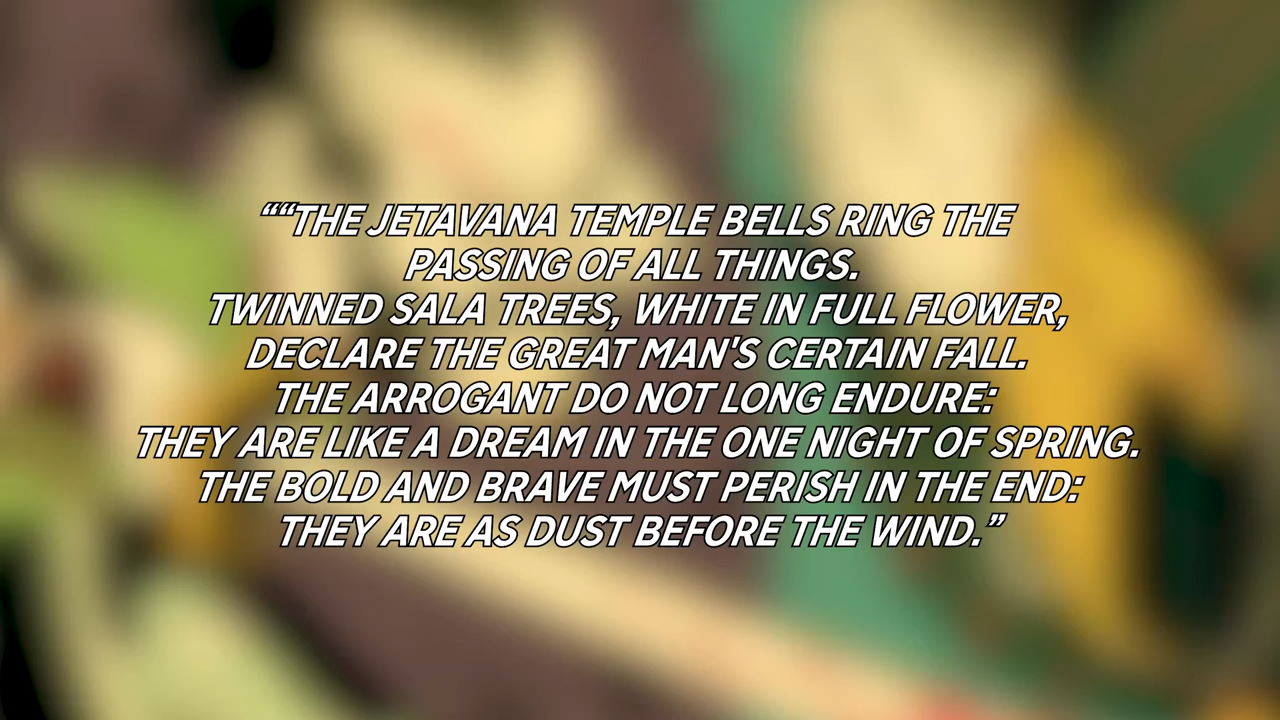 ““THE JETAVANA TEMPLE BELLS RING THE
PASSING OF ALL THINGS.
TWINNED SALA TREES, WHITE IN FULL FLOWER,
DECLARE THE GREAT MAN'S CERTAIN FALL.
THE ARROGANT DO NOT LONG ENDURE:
THEY ARE LIKE A DREAM IN THE ONE NIGHT OF SPRING.
THE BOLD AND BRAVE MUST PERISH IN THE END:
THEY ARE AS DUST BEFORE THE WIND.”